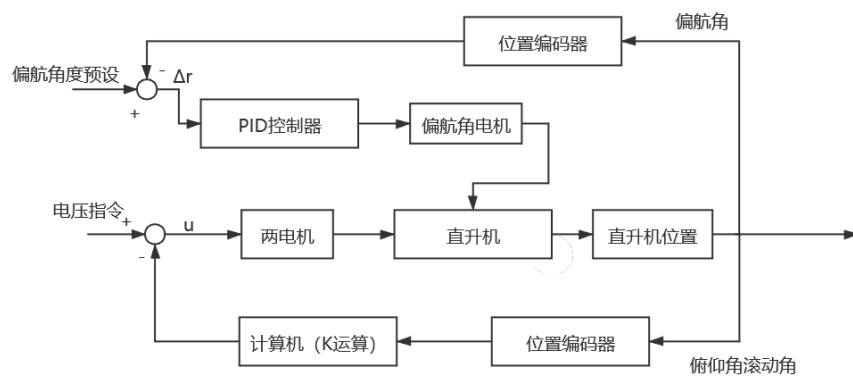 位置编码器
偏航角
- Δr
偏航角度预设
+
PID控制器
偏航角电机
电压指令
+
u
两电机
直升机
直升机位置
-
计算机（K运算）
位置编码器
俯仰角滚动角